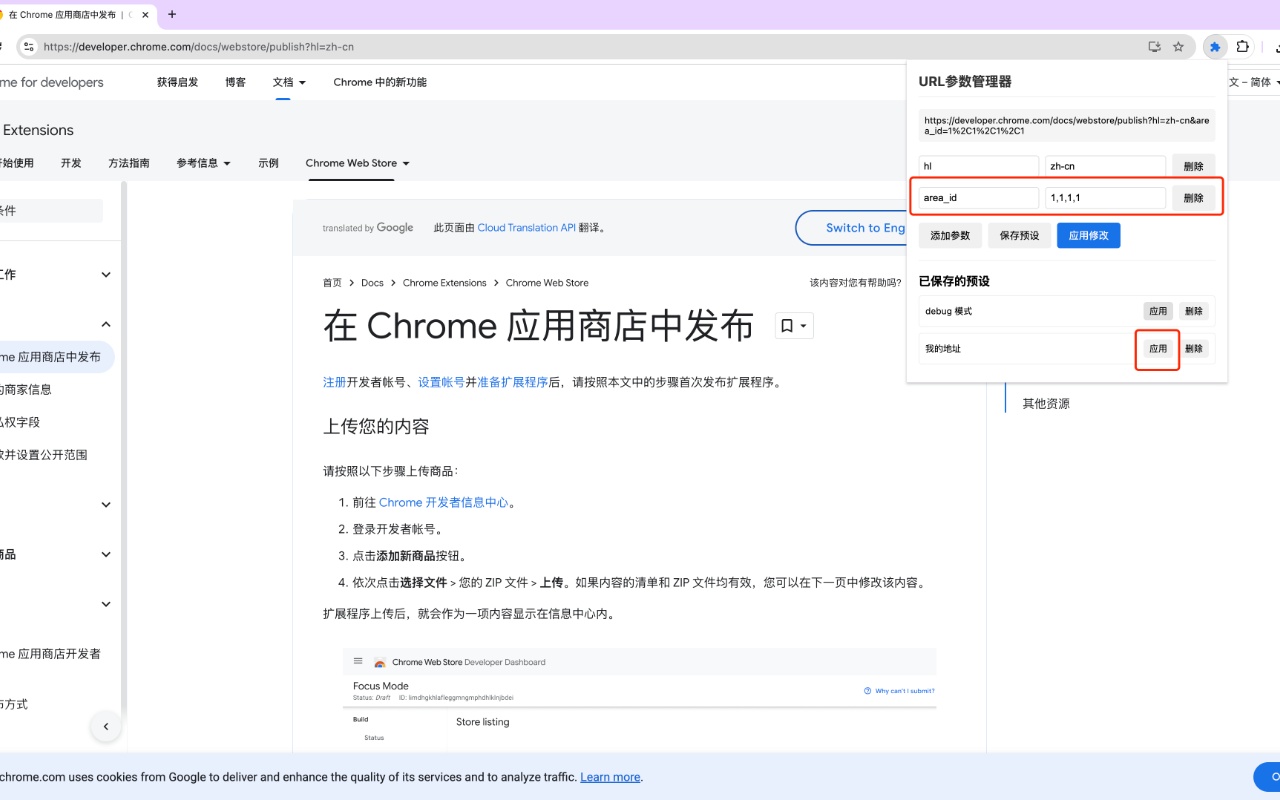 在 Chrome 应用商店中发布 |
https://developer.chrome.com/docs/webstore/publish?hl=zh-cn
me for developers
获得启发
博客
文档
Chrome 中的新功能
文 – 简体
Extensions
开始使用
开发
方法指南
参考信息
示例
Chrome Web Store
URL参数管理器
https://developer.chrome.com/docs/webstore/publish?hl=zh-cn&are
a_id=1%2C1%2C1%2C1
hl
zh-cn
删除
area_id
1,1,1,1
删除
添加参数
保存预设
应用修改
已保存的预设
debug 模式
应用
删除
我的地址
应用
删除
条件
工作
me 应用商店中发布
的商家信息
私权字段
并设置公开范围
商品
me 应用商店开发者
方式
translated by Google
此页面由 Cloud Translation API 翻译。
Switch to Eng
首页 > Docs > Chrome Extensions > Chrome Web Store
该内容对您有帮助吗?
在 Chrome 应用商店中发布
注册开发者帐号、设置帐号并准备扩展程序后，请按照本文中的步骤首次发布扩展程序。
上传您的内容
请按照以下步骤上传商品：
1. 前往 Chrome 开发者信息中心。
2. 登录开发者帐号。
3. 点击添加新商品按钮。
4. 依次点击选择文件 > 您的 ZIP 文件 > 上传。如果内容的清单和 ZIP 文件均有效，您可以在下一页中修改该内容。
扩展程序上传后，就会作为一项内容显示在信息中心内。
其他资源
Chrome Web Store Developer Dashboard
Focus Mode
Status: Draft
Why can't I submit?
Build
Store listing
Status
chrome.com uses cookies from Google to deliver and enhance the quality of its services and to analyze traffic. Learn more.